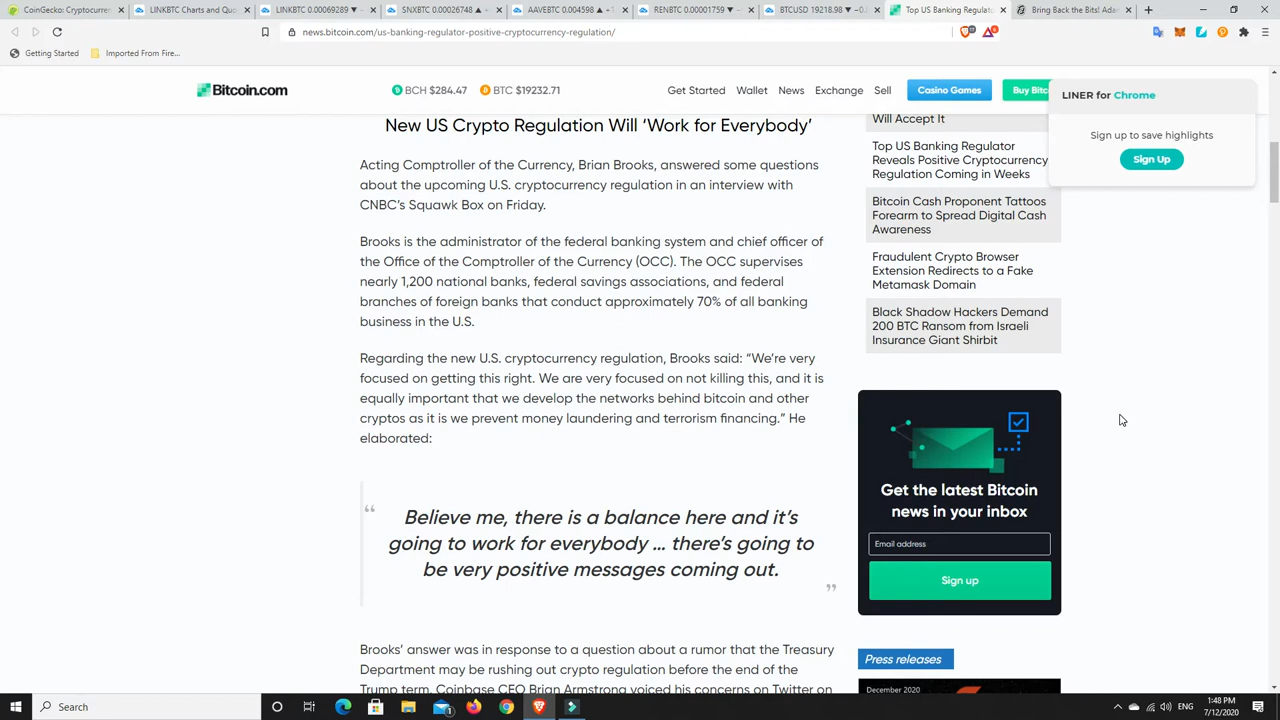 CoinGecko: Cryptocurrenc
LINKBTC Charts and Quo
LINKBTC 0.00069289 ▼
SNXBTC 0.00026748 ▲
AAVEBTC 0.004598 ▲
RENBTC 0.00001759 ▼
BTCUSD 19218.98 ▼ −0.
Top US Banking Regulato
Bring Back the Bits! Ada
news.bitcoin.com/us-banking-regulator-positive-cryptocurrency-regulation/
Getting Started
Imported From Fire...
Bitcoin.com
BCH $284.47
BTC $19232.71
Get Started
Wallet
News
Exchange
Sell
Casino Games
Buy Bitc
LINER for Chrome
Sign up to save highlights
Sign Up
New US Crypto Regulation Will ‘Work for Everybody’
Acting Comptroller of the Currency, Brian Brooks, answered some questions
about the upcoming U.S. cryptocurrency regulation in an interview with
CNBC’s Squawk Box on Friday.
Brooks is the administrator of the federal banking system and chief officer of
the Office of the Comptroller of the Currency (OCC). The OCC supervises
nearly 1,200 national banks, federal savings associations, and federal
branches of foreign banks that conduct approximately 70% of all banking
business in the U.S.
Regarding the new U.S. cryptocurrency regulation, Brooks said: “We’re very
focused on getting this right. We are very focused on not killing this, and it is
equally important that we develop the networks behind bitcoin and other
cryptos as it is we prevent money laundering and terrorism financing.” He
elaborated:
“
Believe me, there is a balance here and it’s
going to work for everybody … there’s going to
be very positive messages coming out.
”
Brooks’ answer was in response to a question about a rumor that the Treasury
Department may be rushing out crypto regulation before the end of the
Trump term. Coinbase CEO Brian Armstrong voiced his concerns on Twitter on
Will Accept It
Top US Banking Regulator
Reveals Positive Cryptocurrency
Regulation Coming in Weeks
Bitcoin Cash Proponent Tattoos
Forearm to Spread Digital Cash
Awareness
Fraudulent Crypto Browser
Extension Redirects to a Fake
Metamask Domain
Black Shadow Hackers Demand
200 BTC Ransom from Israeli
Insurance Giant Shirbit
Get the latest Bitcoin
news in your inbox
Email address
Sign up
Press releases
December 2020
Search
ENG
1:48 PM
7/12/2020